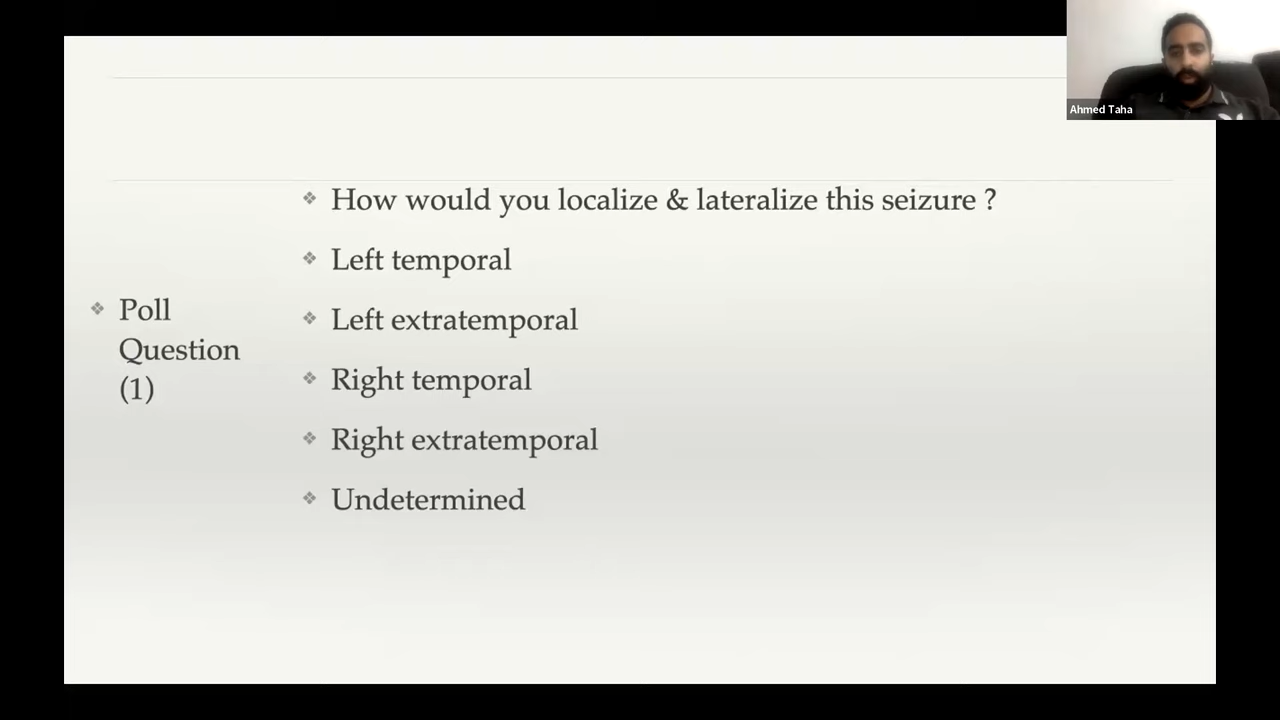 Ahmed Taha
Poll
Question
(1)
How would you localize & lateralize this seizure ?
Left temporal
Left extratemporal
Right temporal
Right extratemporal
Undetermined